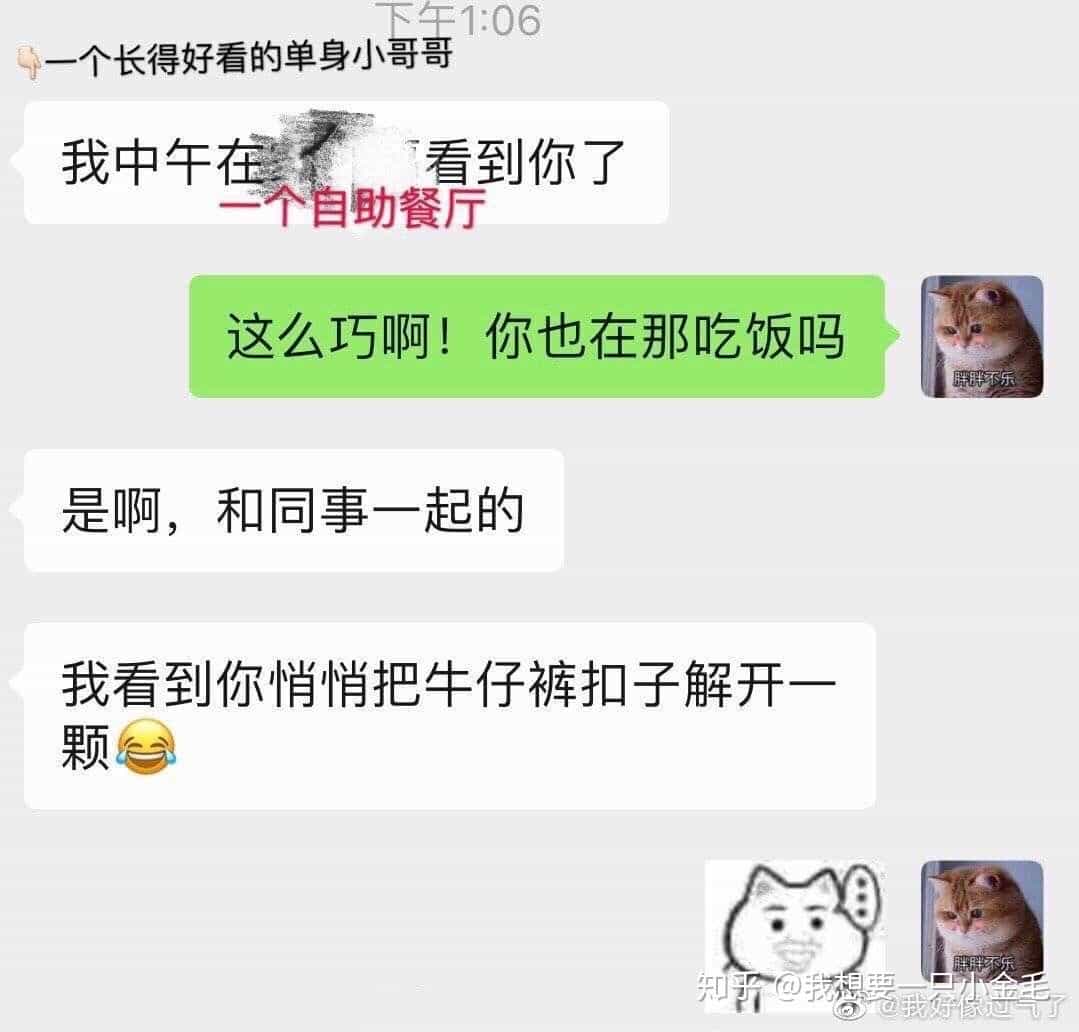 下午1:06
👇🏻一个长得好看的单身小哥哥
我中午在 看到你了
一个自助餐厅
这么巧啊！你也在那吃饭吗
胖胖不乐
是啊，和同事一起的
我看到你悄悄把牛仔裤扣子解开一
颗😂
胖胖不乐
知乎 @我想要一只小金毛
@我好像过气了